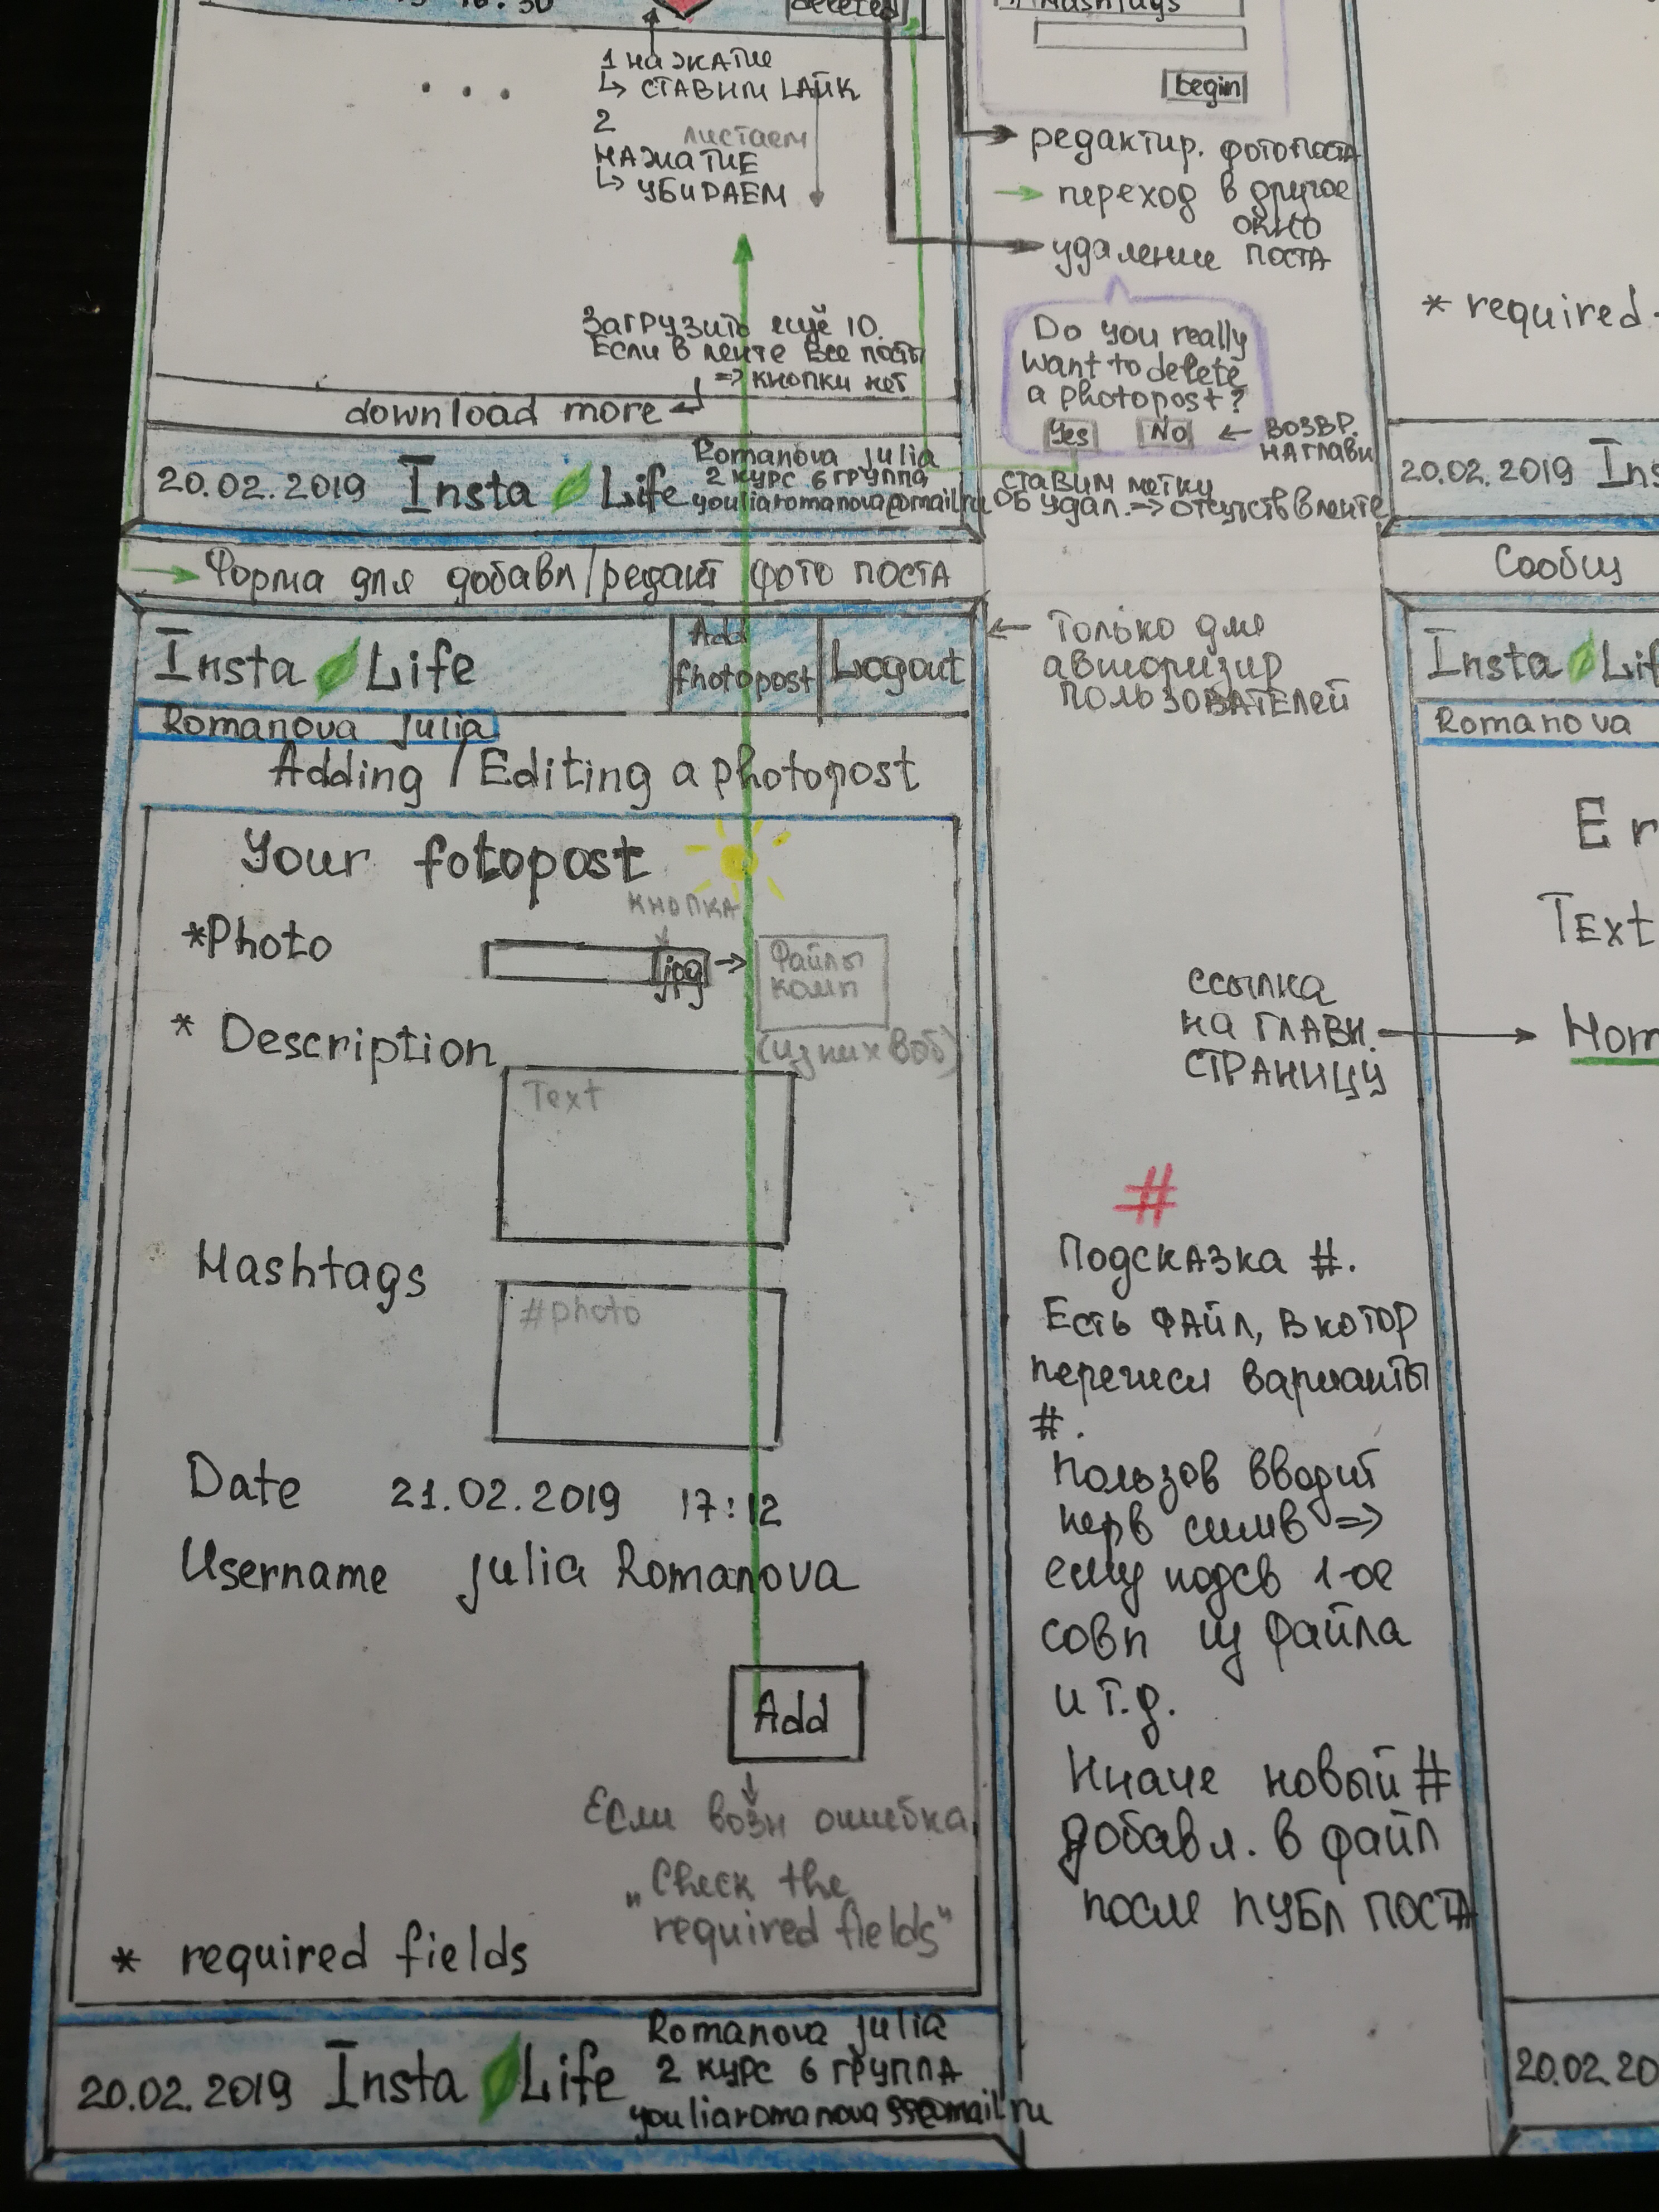 16:30
deleted
1 нажатие
↳ ставим лайк
2
нажатие
↳ убираем
листаем
...
Загрузить ещё 10.
Если в ленте все посты
=> кнопки нет
download more
20.02.2019 Insta Life
Romanova Julia
2 курс 6 группа
youliaromanova@mail.ru
# Hashtags
begin
редактир. фотопоста
переход в другое
окно
удаление поста
Do you really
want to delete
a photopost?
Yes No
← возвр.
на главн
ставим метку
об удал. => отсутств в ленте
* required
20.02.2019 Ins
Форма для добавл/редакт фото поста
Insta Life
Add
fhotopost
Logout
Romanova Julia
Adding / Editing a photopost
Your fotopost
кнопка
*Photo
jpg
Файлы
комп
(из них выб)
* Description
Text
Hashtags
#photo
Date 21.02.2019 17:12
Username Julia Romanova
Add
Если возн ошибка
„Check the
required fields"
* required fields
20.02.2019 Insta Life
Romanova Julia
2 курс 6 группа
youliaromanova99@mail.ru
← только для
авторизир
пользователей
ссылка
на главн.
страницу
#
Подсказка #.
Есть файл, в котор
перечисл варианты
#.
Пользов вводит
перв симв =>
ему подсв 1-ое
совп из файла
и т.д.
Иначе новый #
добавл. в файл
после публ поста
Сообщ
Insta Lif
Romanova
Er
Text
Hom
20.02.20